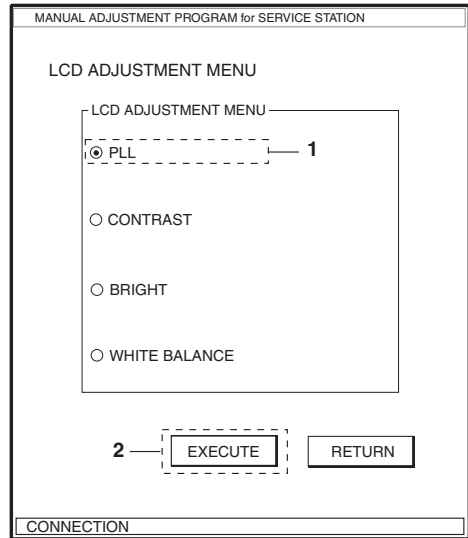 MANUAL ADJUSTMENT PROGRAM for SERVICE STATION
LCD ADJUSTMENT MENU
LCD ADJUSTMENT MENU
PLL 1
CONTRAST
BRIGHT
WHITE BALANCE
2 EXECUTE RETURN
CONNECTION